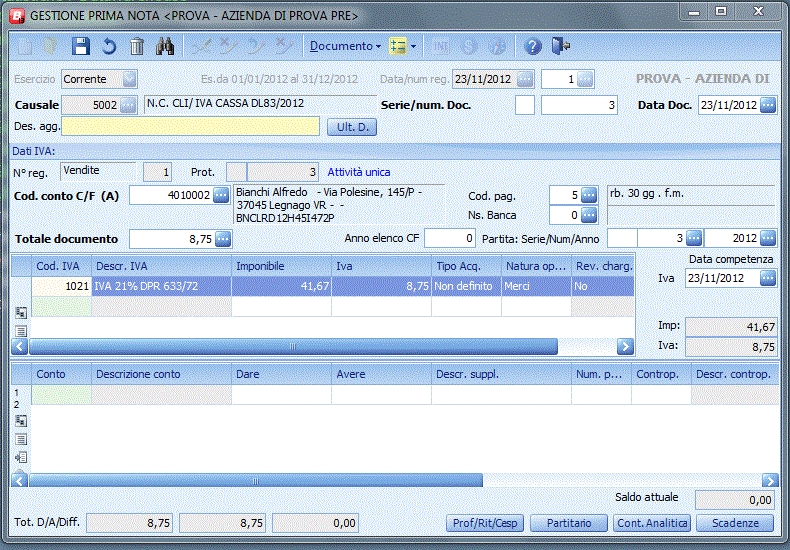 GESTIONE PRIMA NOTA <PROVA - AZIENDA DI PROVA PRE>
Documento
Esercizio Corrente Es.da 01/01/2012 al 31/12/2012 Data/num reg. 23/11/2012 1 PROVA - AZIENDA DI
Causale 5002 N.C. CLI/ IVA CASSA DL83/2012 Serie/num. Doc. 3 Data Doc. 23/11/2012
Des. agg. Ult. D.
Dati IVA:
N° reg. Vendite 1 Prot. 3 Attività unica
Cod. conto C/F (A) 4010002 Bianchi Alfredo - Via Polesine, 145/P - Cod. pag. 5 rb. 30 gg . f.m.
37045 Legnago VR - -
BNCLRD12H45I472P Ns. Banca 0
Totale documento 8,75 Anno elenco CF 0 Partita: Serie/Num/Anno 3 2012
Cod. IVA Descr. IVA Imponibile Iva Tipo Acq. Natura op... Rev. charg. Data competenza
1021 IVA 21% DPR 633/72 41,67 8,75 Non definito Merci No Iva 23/11/2012
Imp: 41,67
Iva: 8,75
Conto Descrizione conto Dare Avere Descr. suppl. Num. p... Controp. Descr. controp.
1
2
Saldo attuale 0,00
Tot. D/A/Diff. 8,75 8,75 0,00 Prof/Rit/Cesp Partitario Cont. Analitica Scadenze